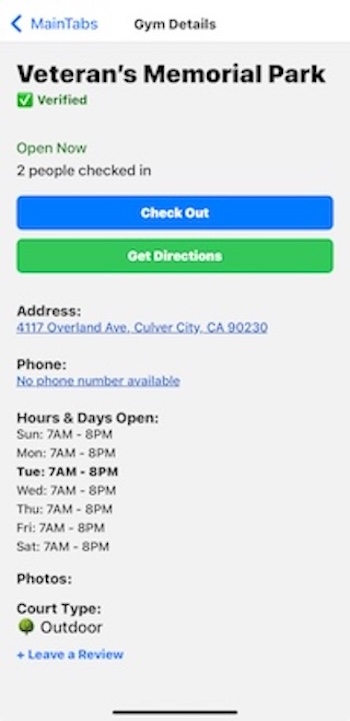 MainTabs
Gym Details
Veteran's Memorial Park
Verified
Open Now
2 people checked in
Check Out
Get Directions
Address:
4117 Overland Ave, Culver City, CA 90230
Phone:
No phone number available
Hours & Days Open:
Sun: 7AM - 8PM
Mon: 7AM - 8PM
Tue: 7AM - 8PM
Wed: 7AM - 8PM
Thu: 7AM - 8PM
Fri: 7AM - 8PM
Sat: 7AM - 8PM
Photos:
Court Type:
Outdoor
+ Leave a Review